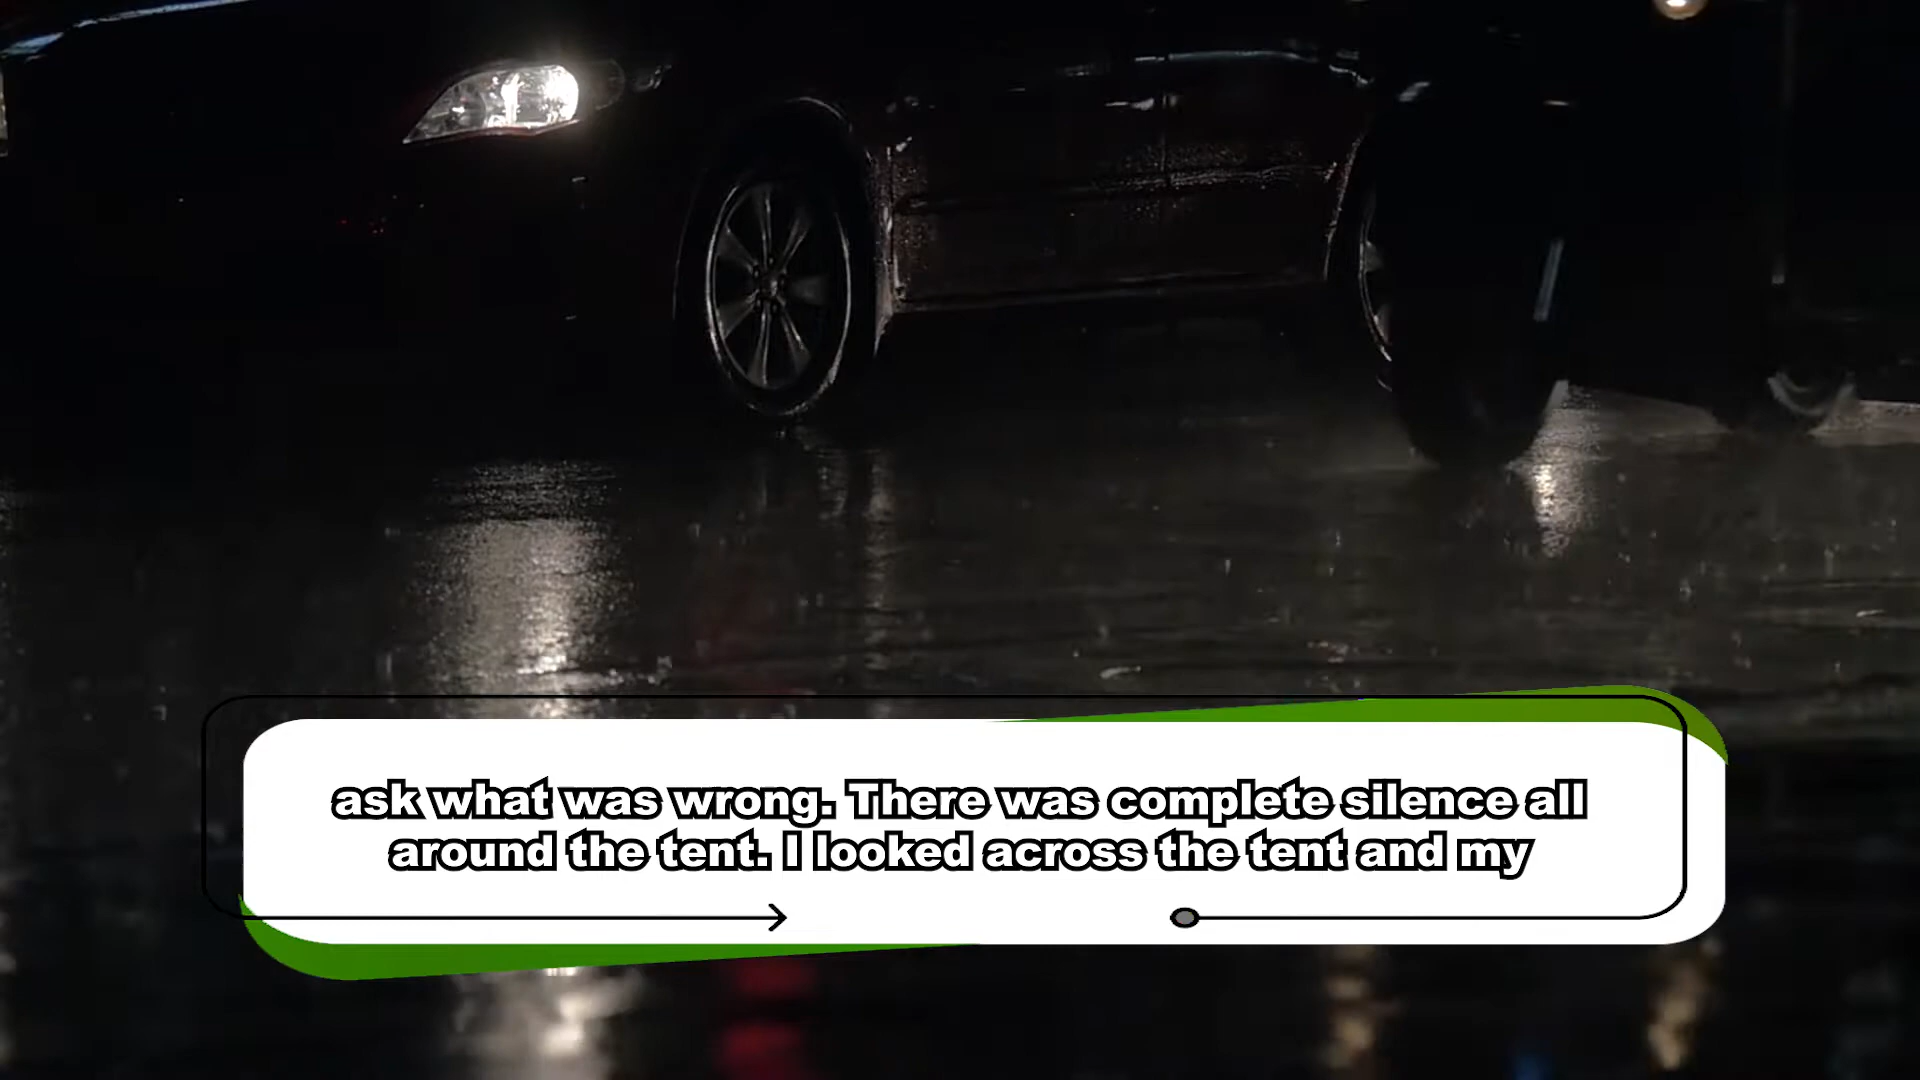 ask what was wrong. There was complete silence all
around the tent. I looked across the tent and my